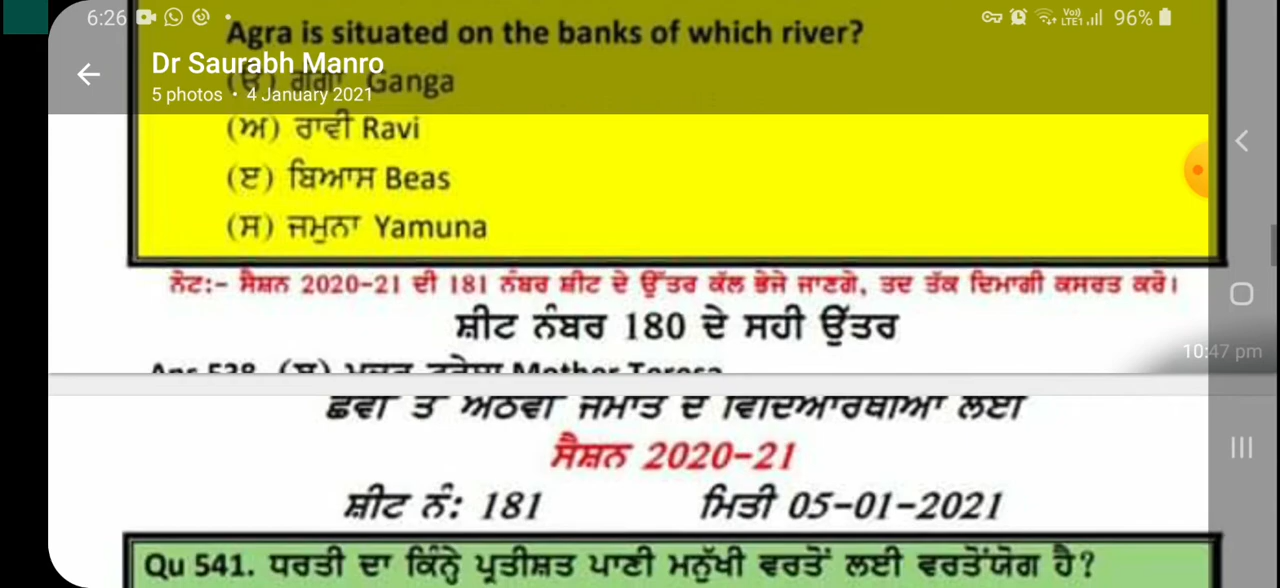 6:26
96%
Agra is situated on the banks of which river?
Dr Saurabh Manro
(ੳ) ਗੰਗਾ Ganga
5 photos • 4 January 2021
(ਅ) ਰਾਵੀ Ravi
(ੲ) ਬਿਆਸ Beas
(ਸ) ਜਮੁਨਾ Yamuna
ਨੋਟ:- ਸੈਸ਼ਨ 2020-21 ਦੀ 181 ਨੰਬਰ ਸ਼ੀਟ ਦੇ ਉੱਤਰ ਕੱਲ ਭੇਜੇ ਜਾਣਗੇ, ਤਦ ਤੱਕ ਦਿਮਾਗੀ ਕਸਰਤ ਕਰੋ।
ਸ਼ੀਟ ਨੰਬਰ 180 ਦੇ ਸਹੀ ਉੱਤਰ
10:47 pm
Mother Teresa
ਛੇਵੀਂ ਤੋਂ ਅੱਠਵੀਂ ਜਮਾਤ ਦੇ ਵਿਦਿਆਰਥੀਆਂ ਲਈ
ਸੈਸ਼ਨ 2020-21
ਸ਼ੀਟ ਨੰ: 181 ਮਿਤੀ 05-01-2021
Qu 541. ਧਰਤੀ ਦਾ ਕਿੰਨ੍ਹੇ ਪ੍ਰਤੀਸ਼ਤ ਪਾਣੀ ਮਨੁੱਖੀ ਵਰਤੋਂ ਲਈ ਵਰਤੋਂਯੋਗ ਹੈ?